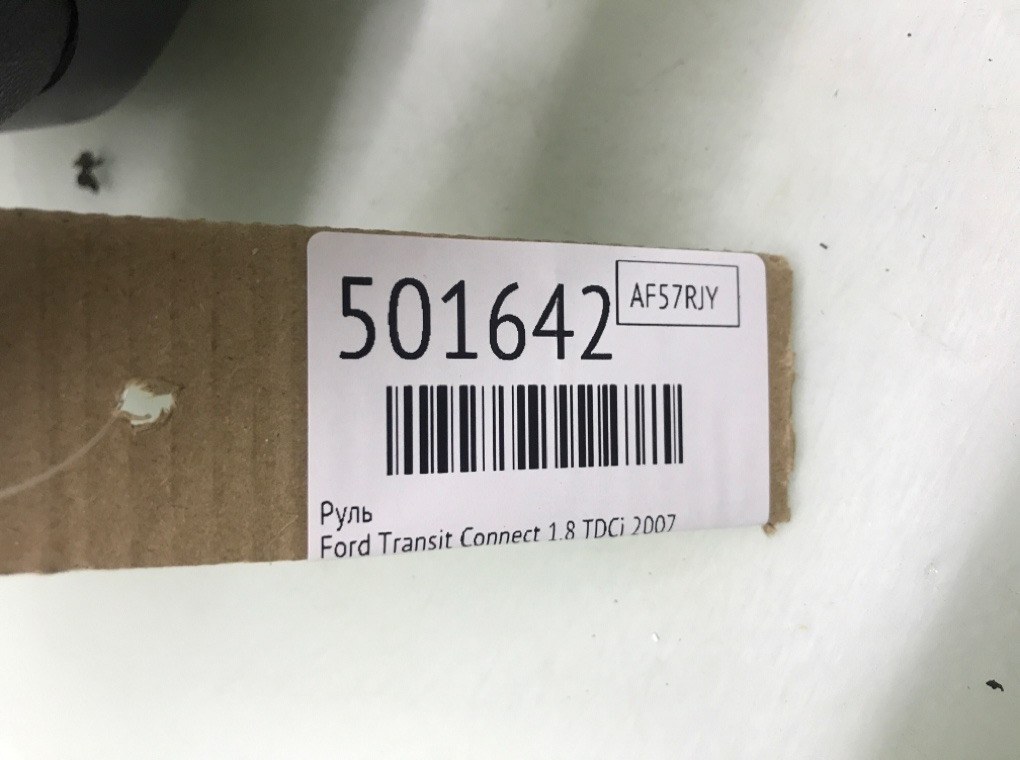 501642
AF57RJY
Руль
Ford Transit Connect 1.8 TDCi 2007